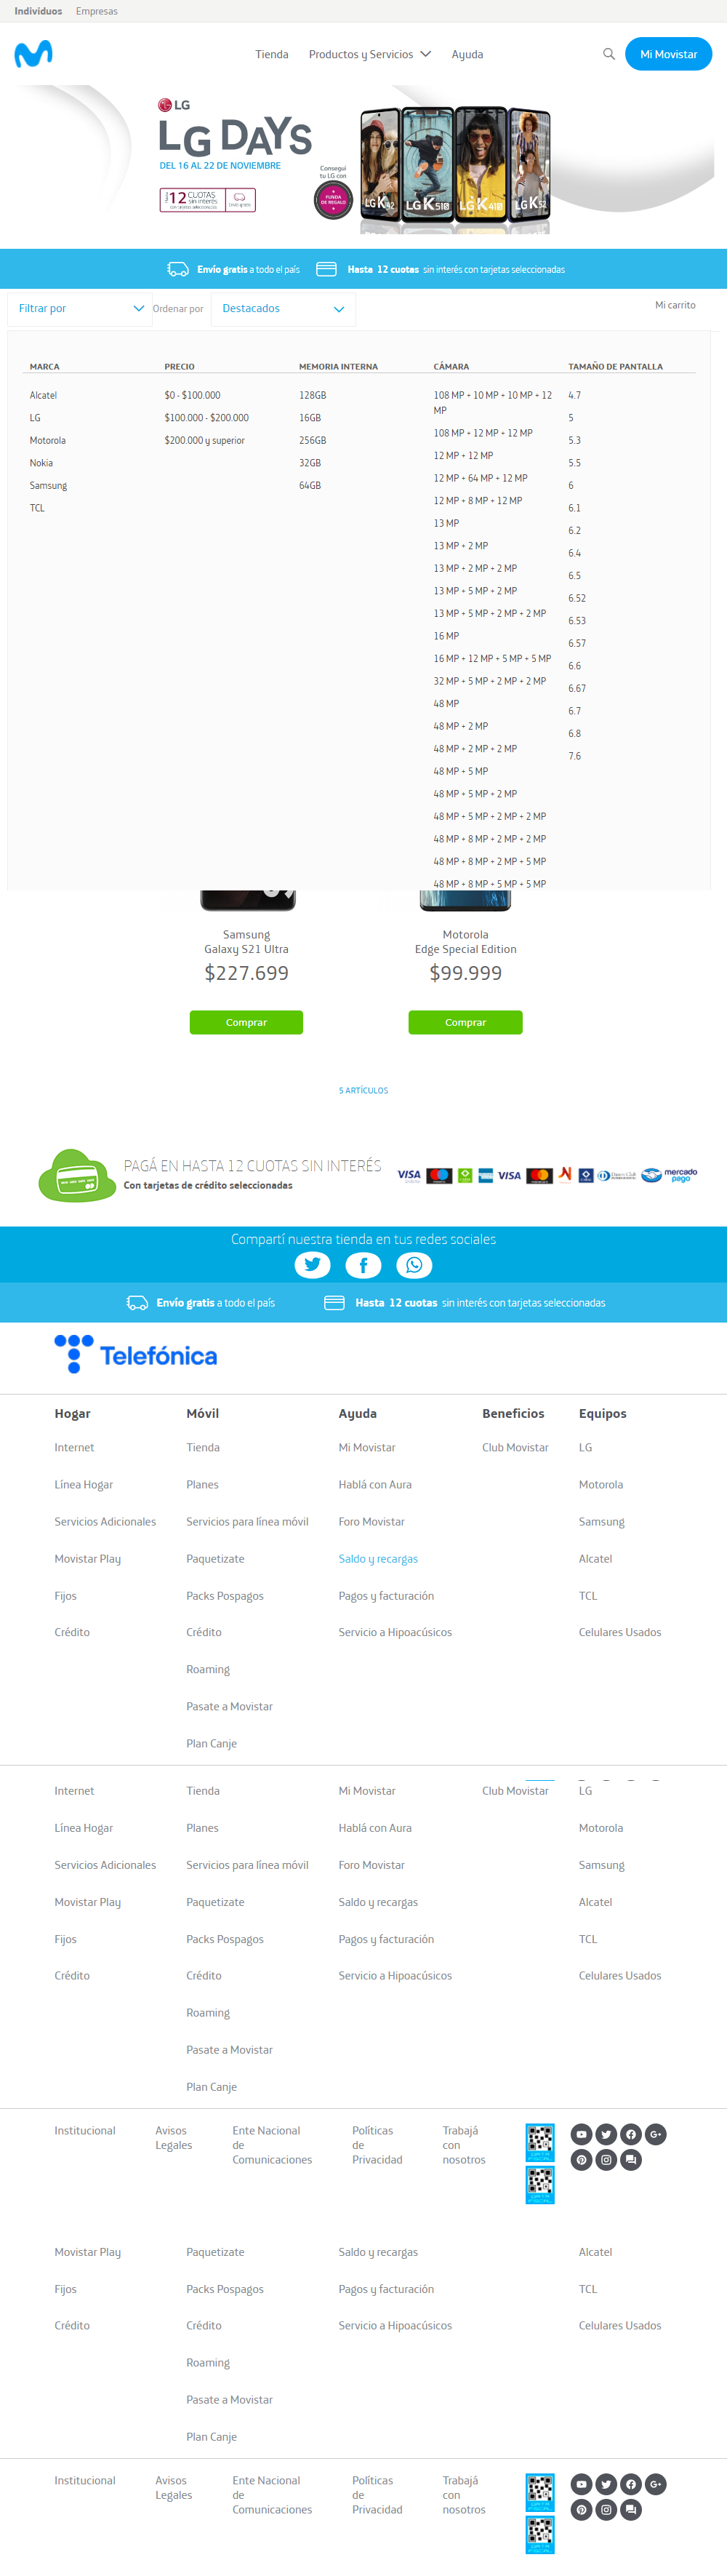 Individuos Empresas
Tienda Productos y Servicios Ayuda Mi Movistar
LG
LG DAYS
DEL 16 AL 22 DE NOVIEMBRE
Hasta 12 CUOTAS sin interés
con tarjetas seleccionadas
Envío gratis
Conseguí
tu LG con
FUNDA
DE REGALO
LG K42 LG K51S LG K41S LG K52
Envío gratis a todo el país Hasta 12 cuotas sin interés con tarjetas seleccionadas
Filtrar por Ordenar por Destacados Mi carrito
MARCA PRECIO MEMORIA INTERNA CÁMARA TAMAÑO DE PANTALLA
Alcatel
LG
Motorola
Nokia
Samsung
TCL
$0 - $100.000
$100.000 - $200.000
$200.000 y superior
128GB
16GB
256GB
32GB
64GB
108 MP + 10 MP + 10 MP + 12
MP
108 MP + 12 MP + 12 MP
12 MP + 12 MP
12 MP + 64 MP + 12 MP
12 MP + 8 MP + 12 MP
13 MP
13 MP + 2 MP
13 MP + 2 MP + 2 MP
13 MP + 5 MP + 2 MP
13 MP + 5 MP + 2 MP + 2 MP
16 MP
16 MP + 12 MP + 5 MP + 5 MP
32 MP + 5 MP + 2 MP + 2 MP
48 MP
48 MP + 2 MP
48 MP + 2 MP + 2 MP
48 MP + 5 MP
48 MP + 5 MP + 2 MP
48 MP + 5 MP + 2 MP + 2 MP
48 MP + 8 MP + 2 MP + 2 MP
48 MP + 8 MP + 2 MP + 5 MP
48 MP + 8 MP + 5 MP + 5 MP
4.7
5
5.3
5.5
6
6.1
6.2
6.4
6.5
6.52
6.53
6.57
6.6
6.67
6.7
6.8
7.6
Samsung
Galaxy S21 Ultra
$227.699
Comprar
Motorola
Edge Special Edition
$99.999
Comprar
5 ARTÍCULOS
PAGÁ EN HASTA 12 CUOTAS SIN INTERÉS
Con tarjetas de crédito seleccionadas
VISA VISA Diners Club mercado
pago
Compartí nuestra tienda en tus redes sociales
Envío gratis a todo el país Hasta 12 cuotas sin interés con tarjetas seleccionadas
Telefónica
Hogar Móvil Ayuda Beneficios Equipos
Internet Tienda Mi Movistar Club Movistar LG
Línea Hogar Planes Hablá con Aura Motorola
Servicios Adicionales Servicios para línea móvil Foro Movistar Samsung
Movistar Play Paquetizate Saldo y recargas Alcatel
Fijos Packs Pospagos Pagos y facturación TCL
Crédito Crédito Servicio a Hipoacúsicos Celulares Usados
Roaming
Pasate a Movistar
Plan Canje
Internet Tienda Mi Movistar Club Movistar LG
Línea Hogar Planes Hablá con Aura Motorola
Servicios Adicionales Servicios para línea móvil Foro Movistar Samsung
Movistar Play Paquetizate Saldo y recargas Alcatel
Fijos Packs Pospagos Pagos y facturación TCL
Crédito Crédito Servicio a Hipoacúsicos Celulares Usados
Roaming
Pasate a Movistar
Plan Canje
Institucional Avisos Ente Nacional Políticas Trabajá
Legales de de con
Comunicaciones Privacidad nosotros
Movistar Play Paquetizate Saldo y recargas Alcatel
Fijos Packs Pospagos Pagos y facturación TCL
Crédito Crédito Servicio a Hipoacúsicos Celulares Usados
Roaming
Pasate a Movistar
Plan Canje
Institucional Avisos Ente Nacional Políticas Trabajá
Legales de de con
Comunicaciones Privacidad nosotros